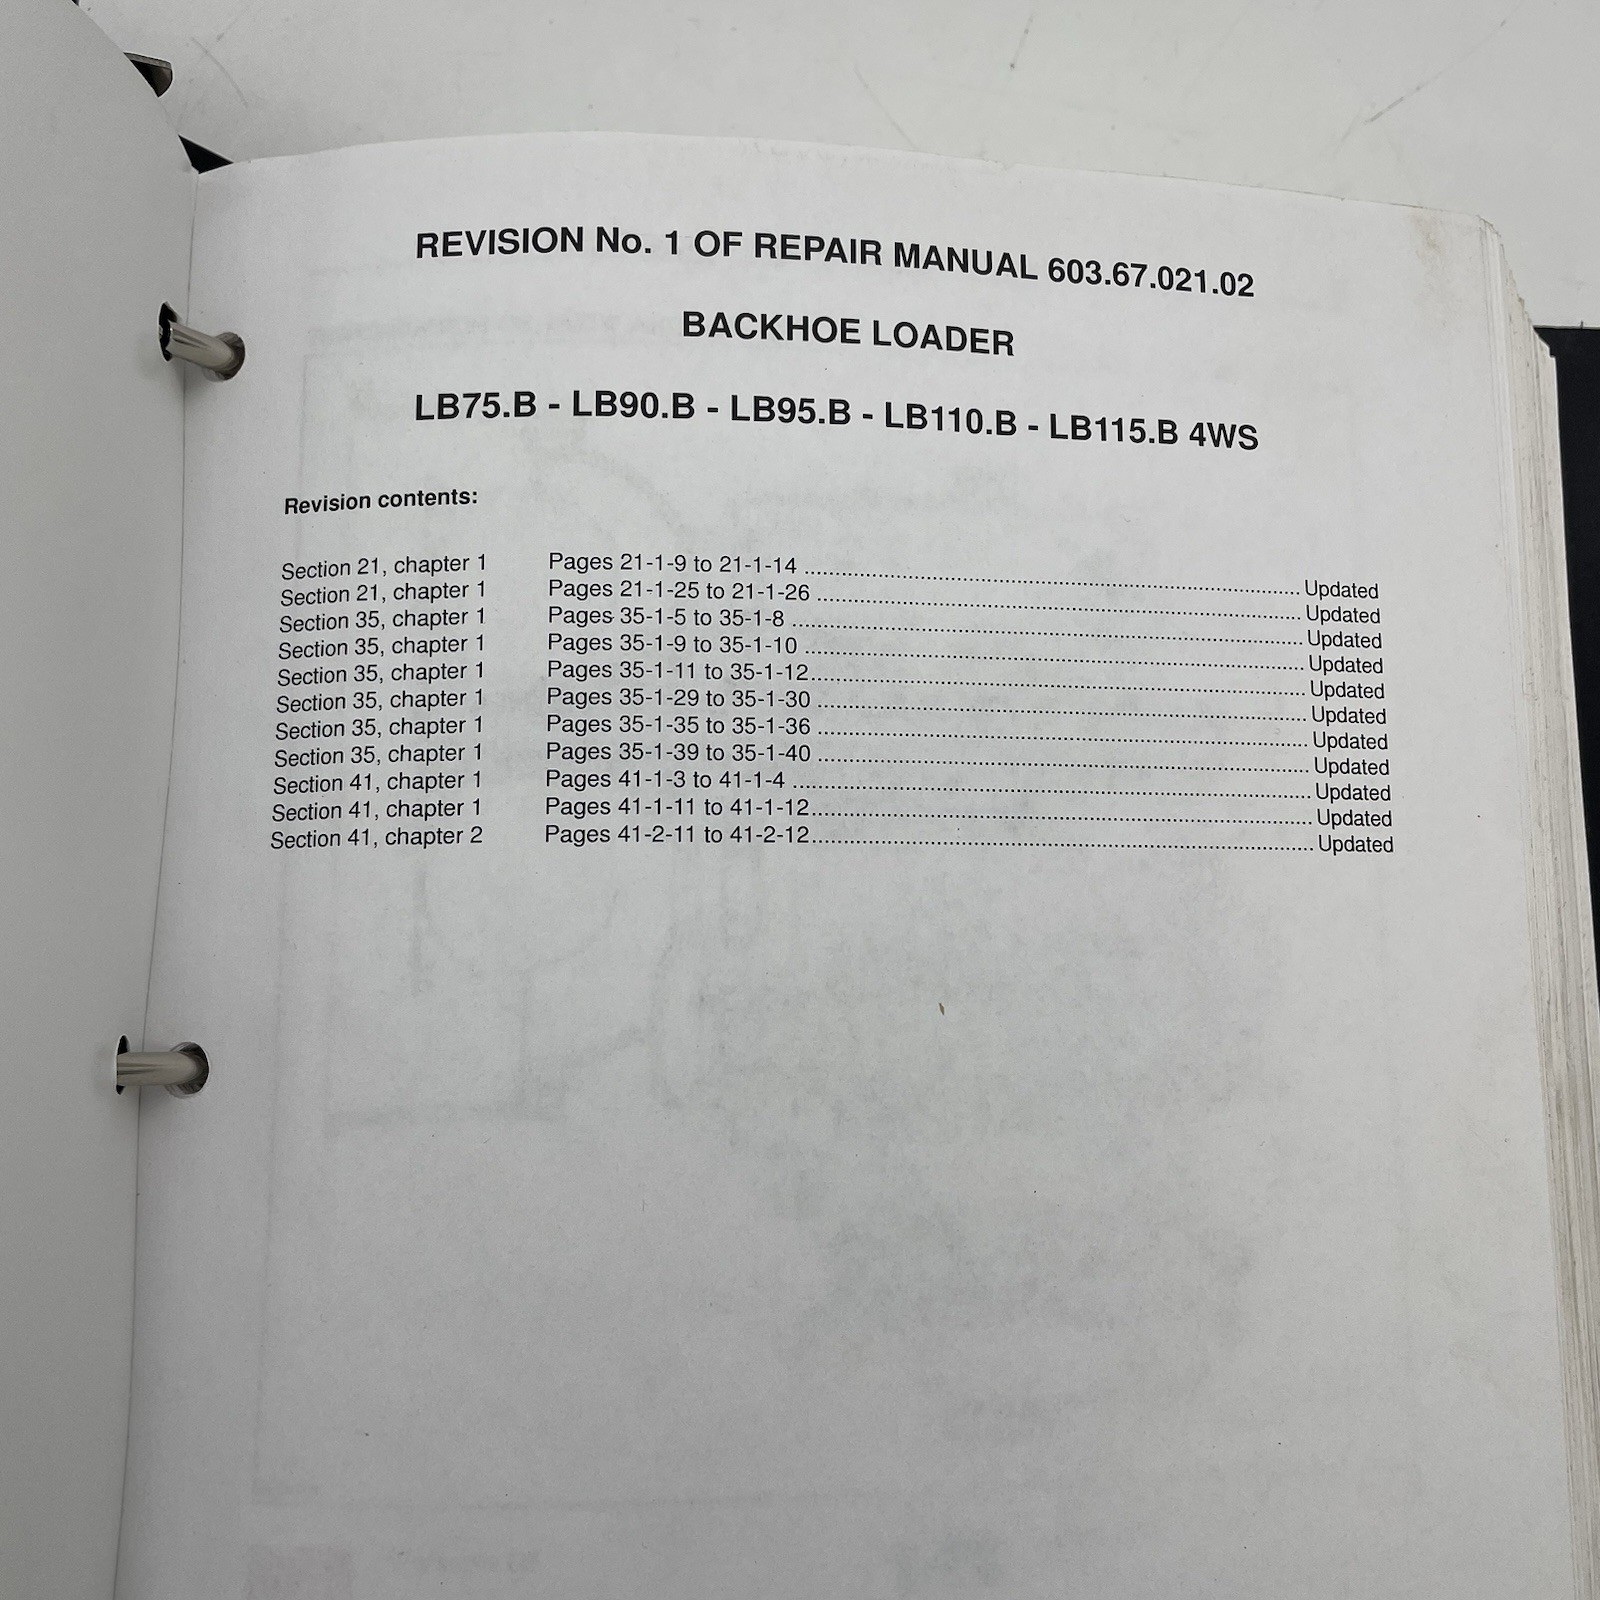 REVISION No. 1 OF REPAIR MANUAL 603.67.021.02
BACKHOE LOADER
LB75.B - LB90.B - LB95.B - LB110.B - LB115.B 4WS
Revision contents:
Section 21, chapter 1 Pages 21-1-9 to 21-1-14 ........ Updated
Section 21, chapter 1 Pages 21-1-25 to 21-1-26 ........ Updated
Section 35, chapter 1 Pages 35-1-5 to 35-1-8 ........ Updated
Section 35, chapter 1 Pages 35-1-9 to 35-1-10 ........ Updated
Section 35, chapter 1 Pages 35-1-11 to 35-1-12........ Updated
Section 35, chapter 1 Pages 35-1-29 to 35-1-30 ........ Updated
Section 35, chapter 1 Pages 35-1-35 to 35-1-36 ........ Updated
Section 35, chapter 1 Pages 35-1-39 to 35-1-40 ........ Updated
Section 41, chapter 1 Pages 41-1-3 to 41-1-4 ........ Updated
Section 41, chapter 1 Pages 41-1-11 to 41-1-12........ Updated
Section 41, chapter 2 Pages 41-2-11 to 41-2-12........ Updated